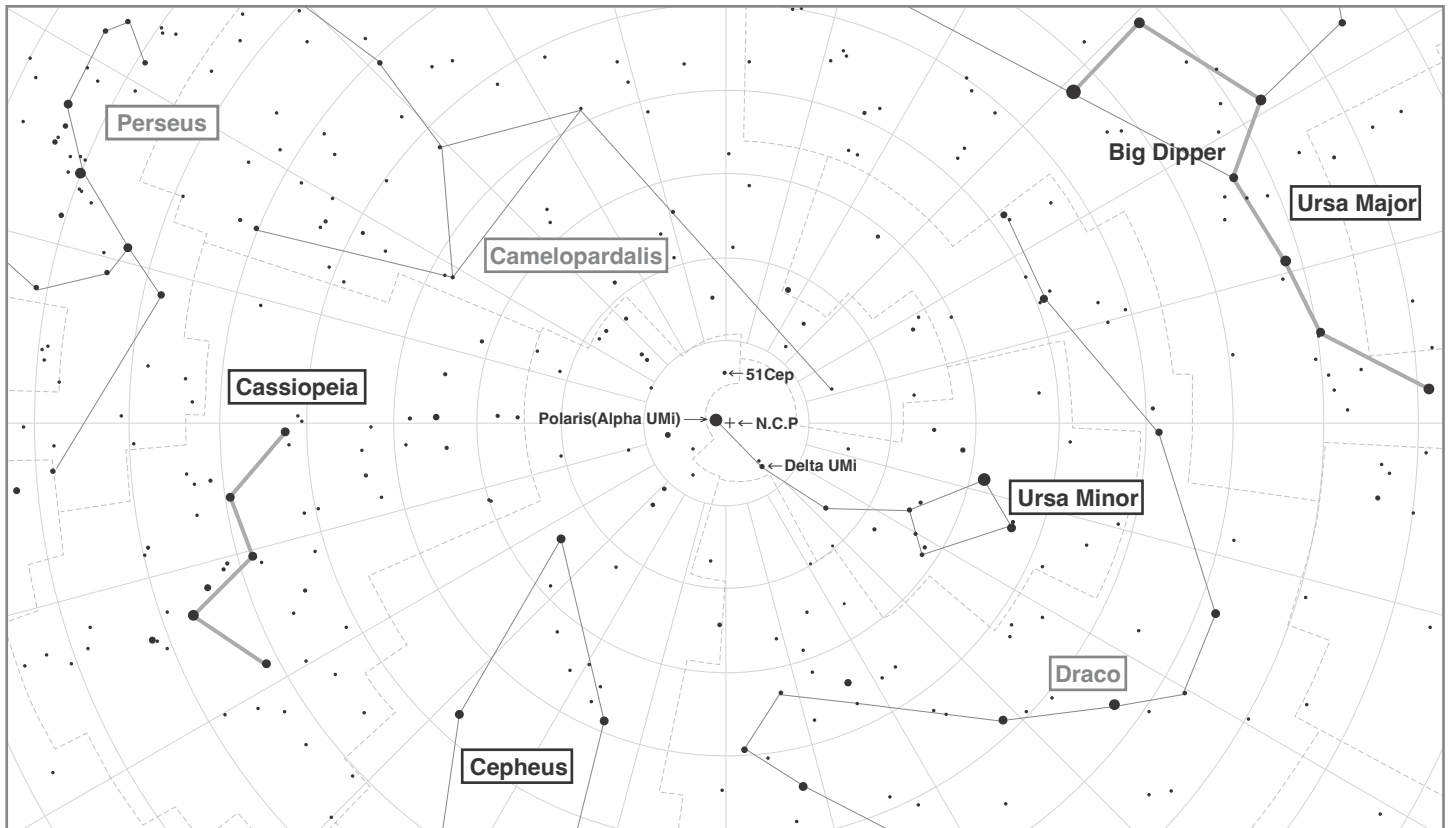 Perseus
Big Dipper
Ursa Major
Camelopardalis
51Cep
Cassiopeia
Polaris(Alpha UMi)
N.C.P
Delta UMi
Ursa Minor
Draco
Cepheus